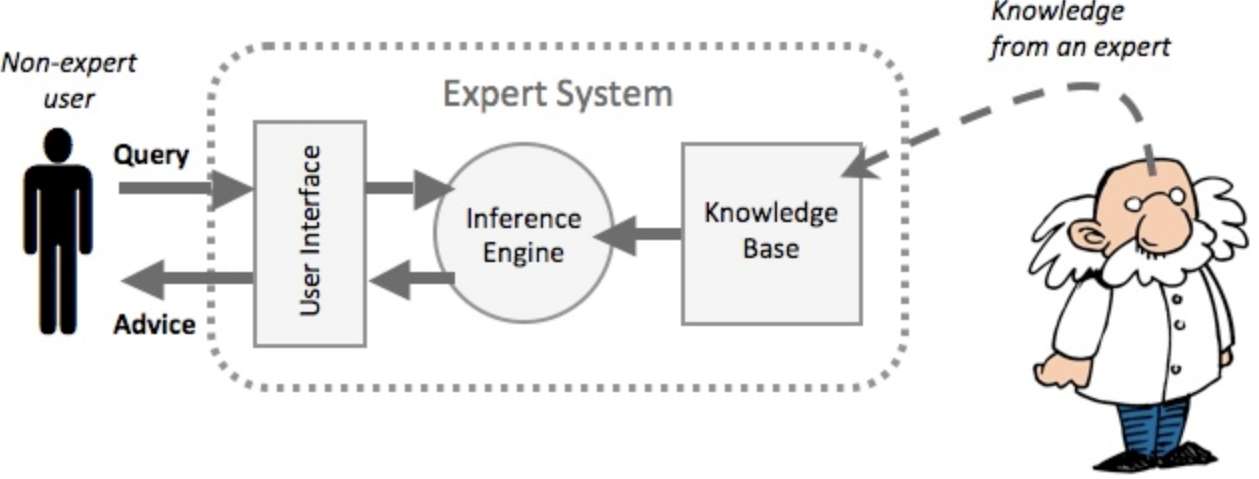 Knowledge
from an expert
Non-expert
user
Expert System
Query
User Interface
Inference
Engine
Knowledge
Base
Advice